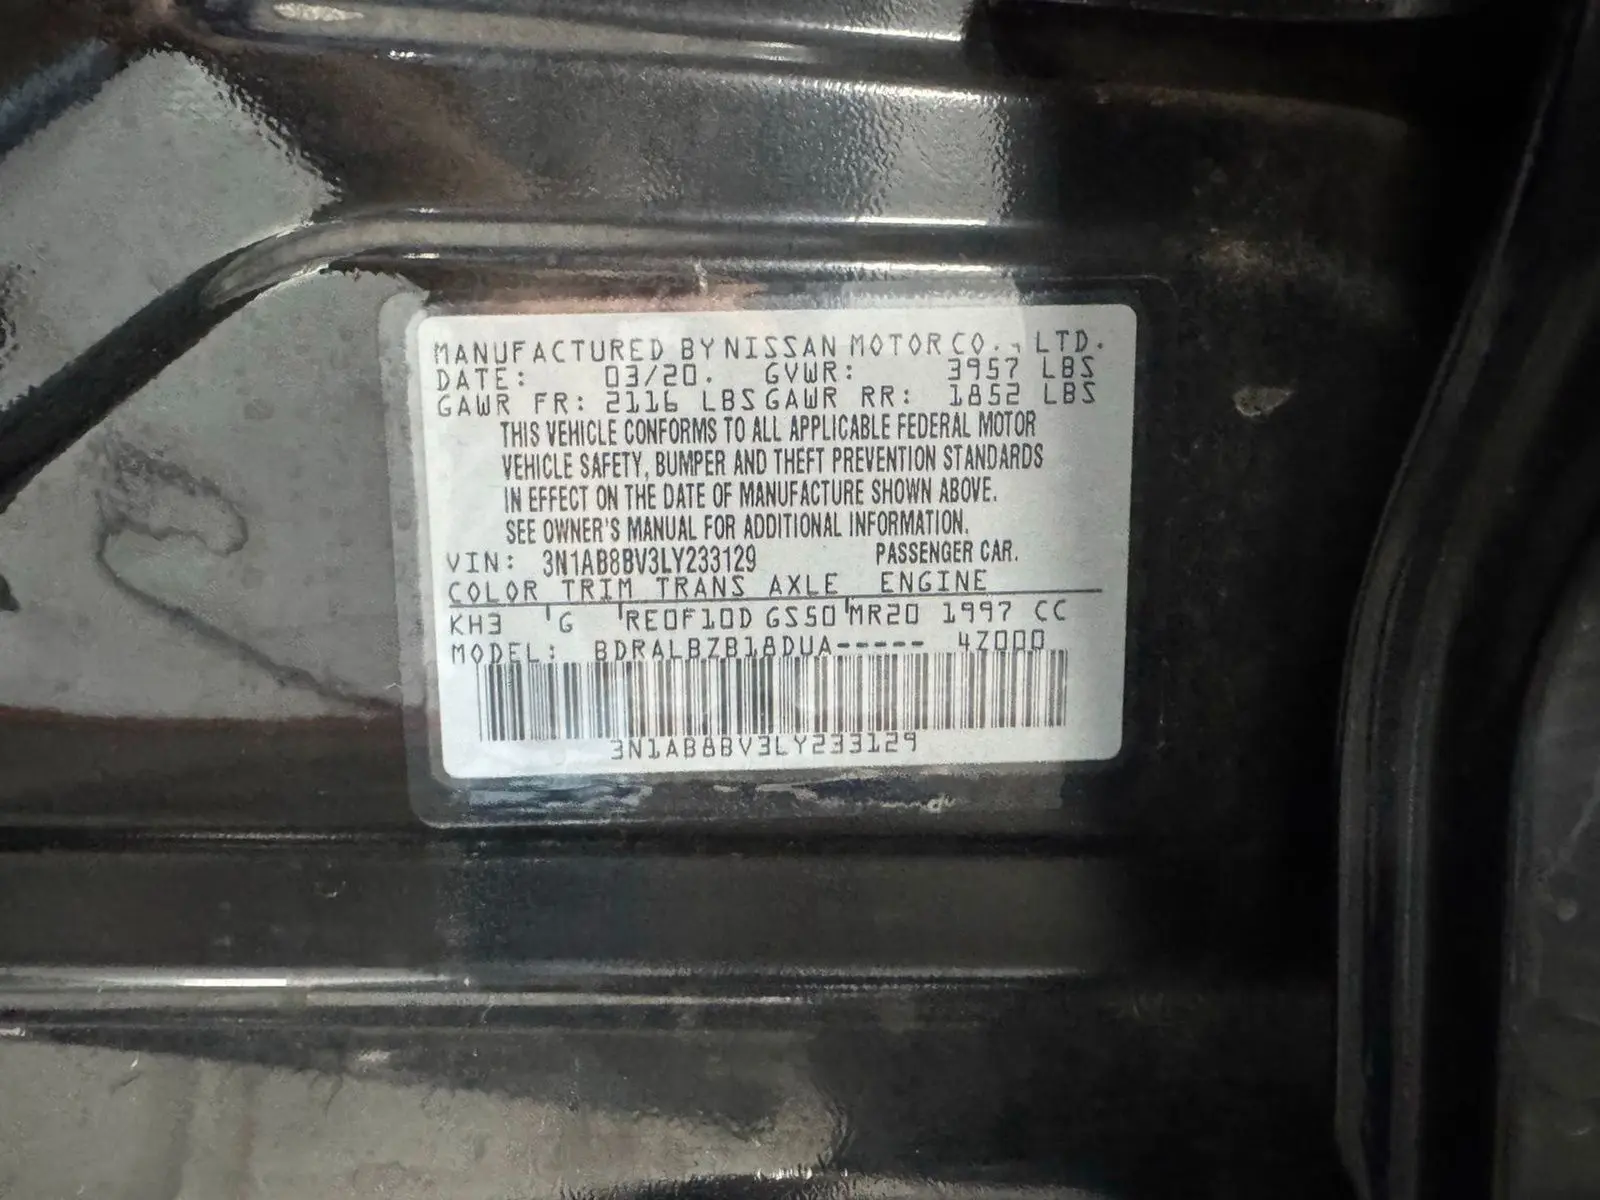 MANUFACTURED BY NISSAN MOTOR CO., LTD.
DATE: 03/20. GVWR: 3957 LBS
GAWR FR: 2116 LBS GAWR RR: 1852 LBS
THIS VEHICLE CONFORMS TO ALL APPLICABLE FEDERAL MOTOR
VEHICLE SAFETY, BUMPER AND THEFT PREVENTION STANDARDS
IN EFFECT ON THE DATE OF MANUFACTURE SHOWN ABOVE.
SEE OWNER'S MANUAL FOR ADDITIONAL INFORMATION.
VIN: 3N1AB8BV3LY233129 PASSENGER CAR.
COLOR TRIM TRANS AXLE ENGINE
KH3 G RE0F10D GS50 MR20 1997 CC
MODEL: BDRALBZB18DUA----- 4Z000
3N1AB8BV3LY233129